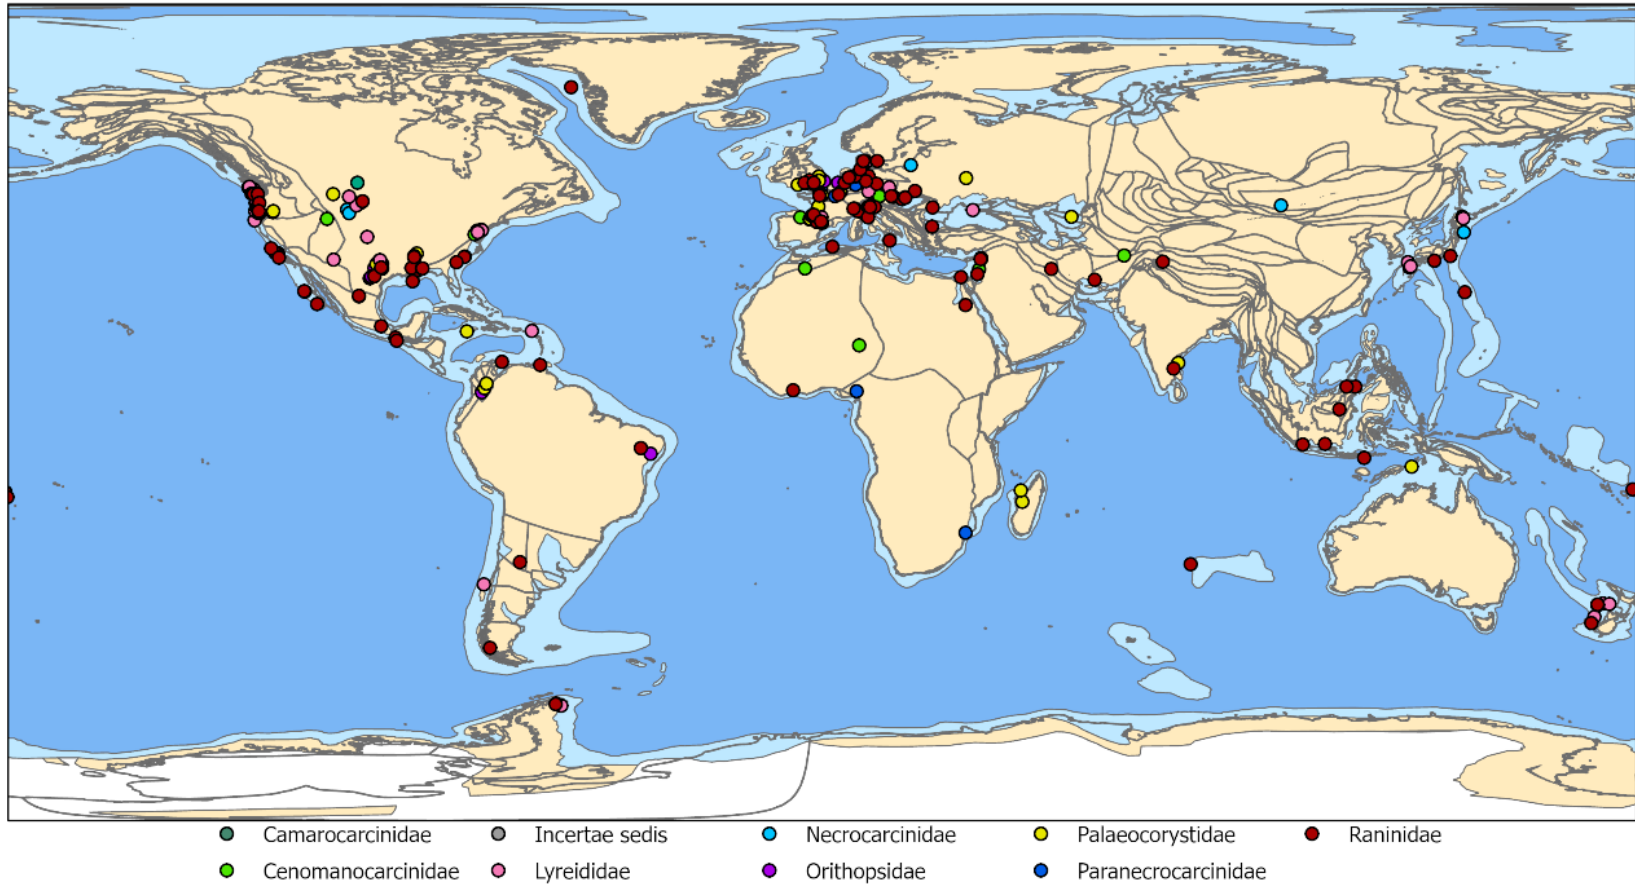 Camarocarcinidae Incertae sedis Necrocarcinidae Palaeocorystidae Raninidae
Cenomanocarcinidae Lyreididae Orithopsidae Paranecrocarcinidae